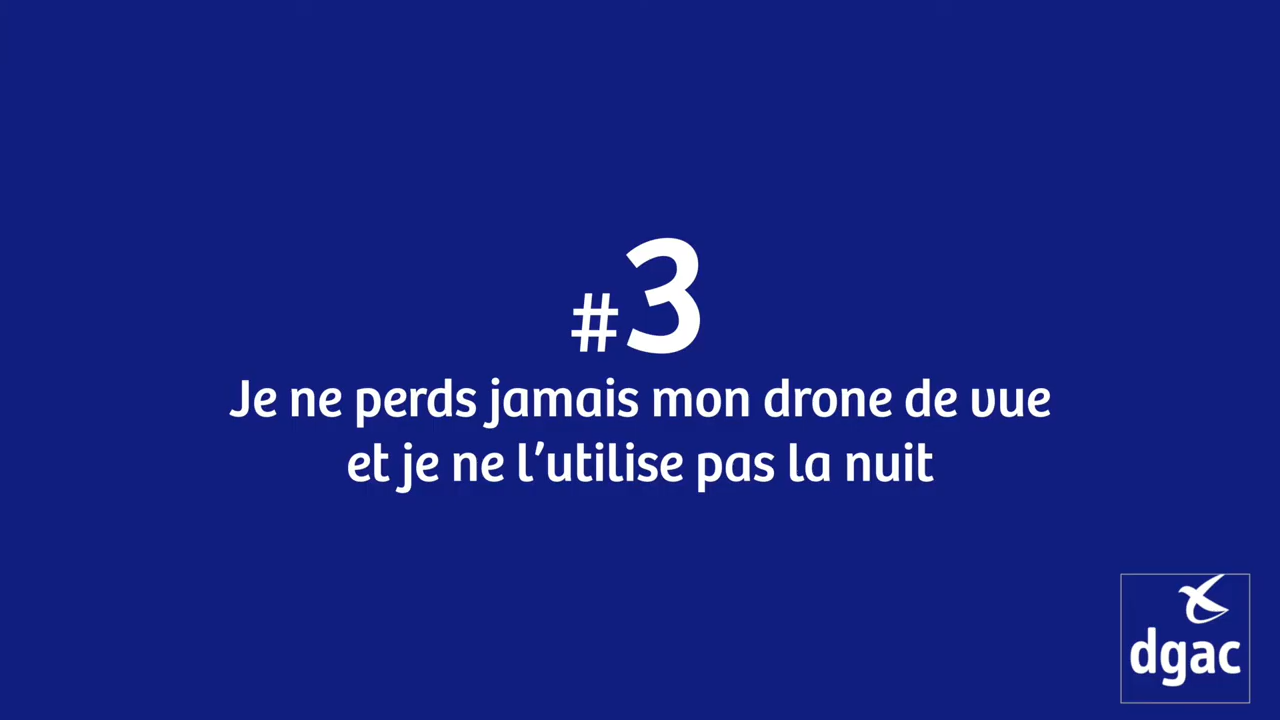 #3
Je ne perds jamais mon drone de vue
et je ne l’utilise pas la nuit
dgac